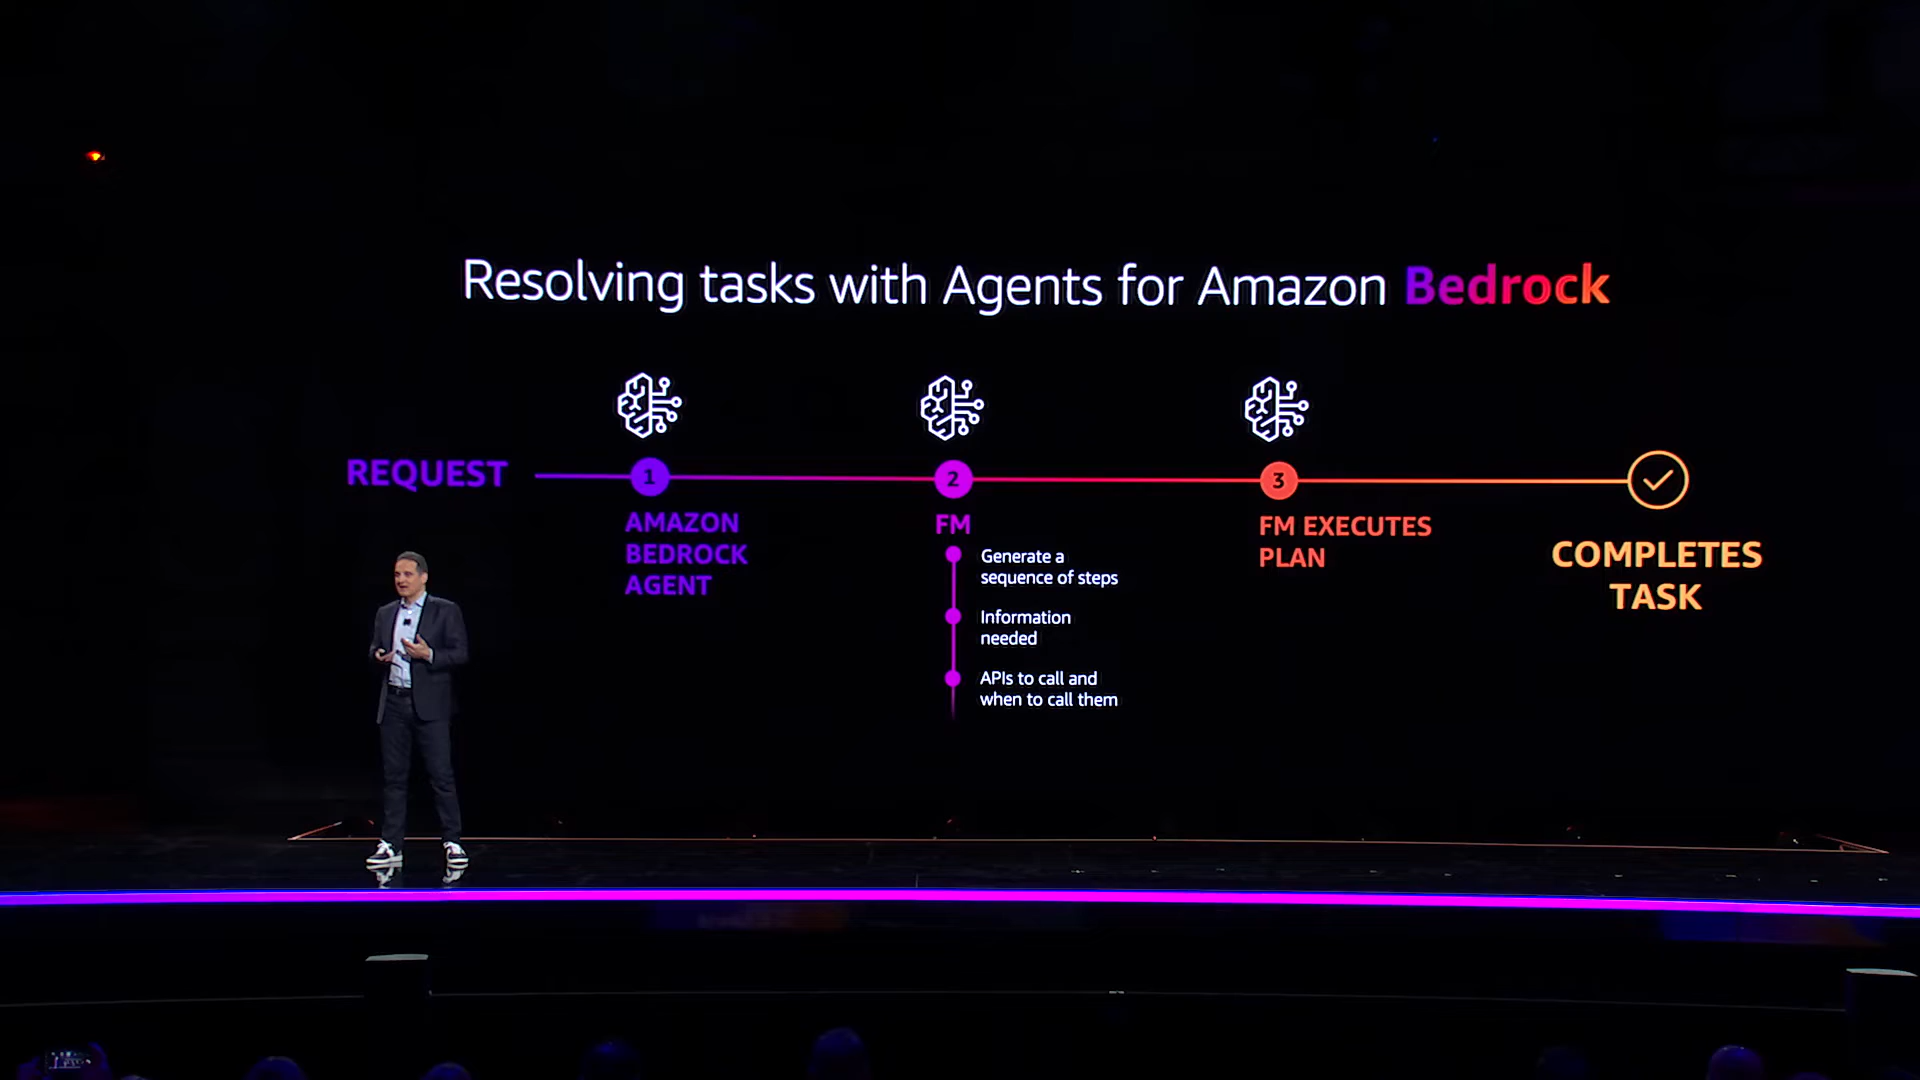 Resolving tasks with Agents for Amazon Bedrock
REQUEST
1
AMAZON
BEDROCK
AGENT
2
FM
Generate a
sequence of steps
Information
needed
APIs to call and
when to call them
3
FM EXECUTES
PLAN
COMPLETES
TASK